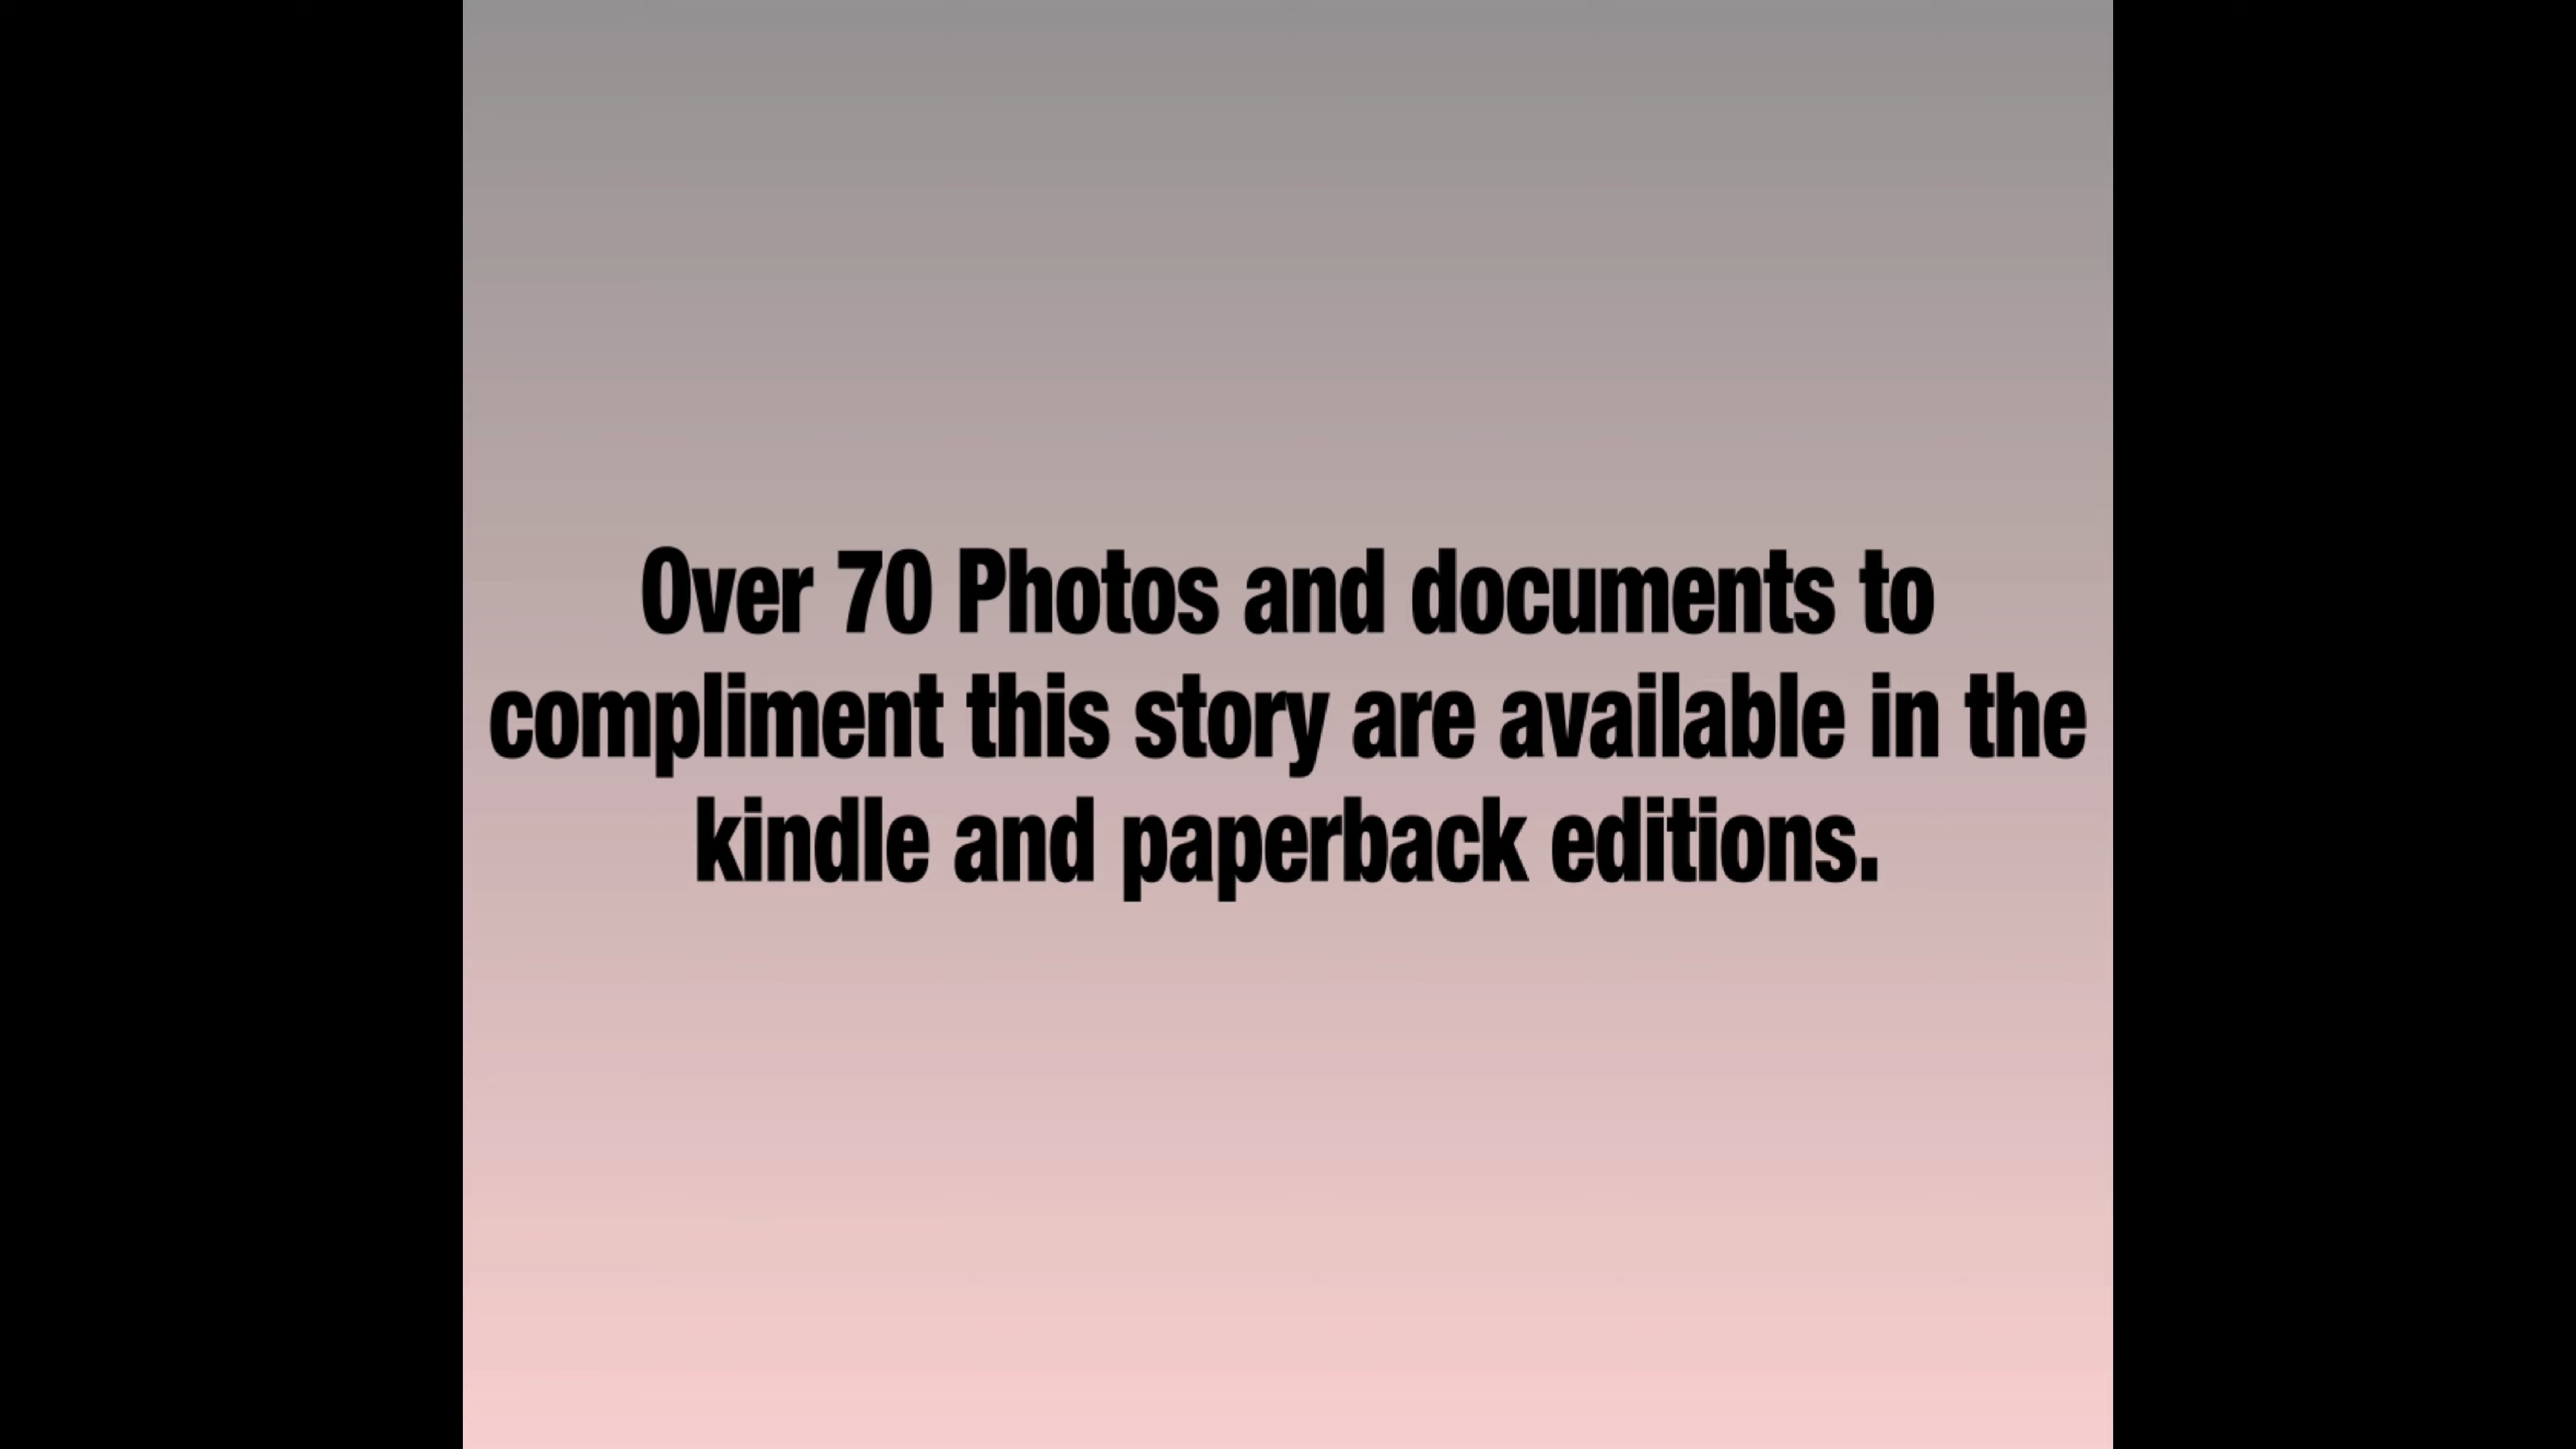 Over 70 Photos and documents to
compliment this story are available in the
kindle and paperback editions.